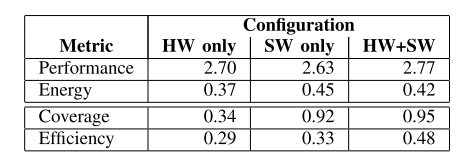 Configuration
Metric HW only SW only HW+SW
Performance 2.70 2.63 2.77
Energy 0.37 0.45 0.42
Coverage 0.34 0.92 0.95
Efficiency 0.29 0.33 0.48